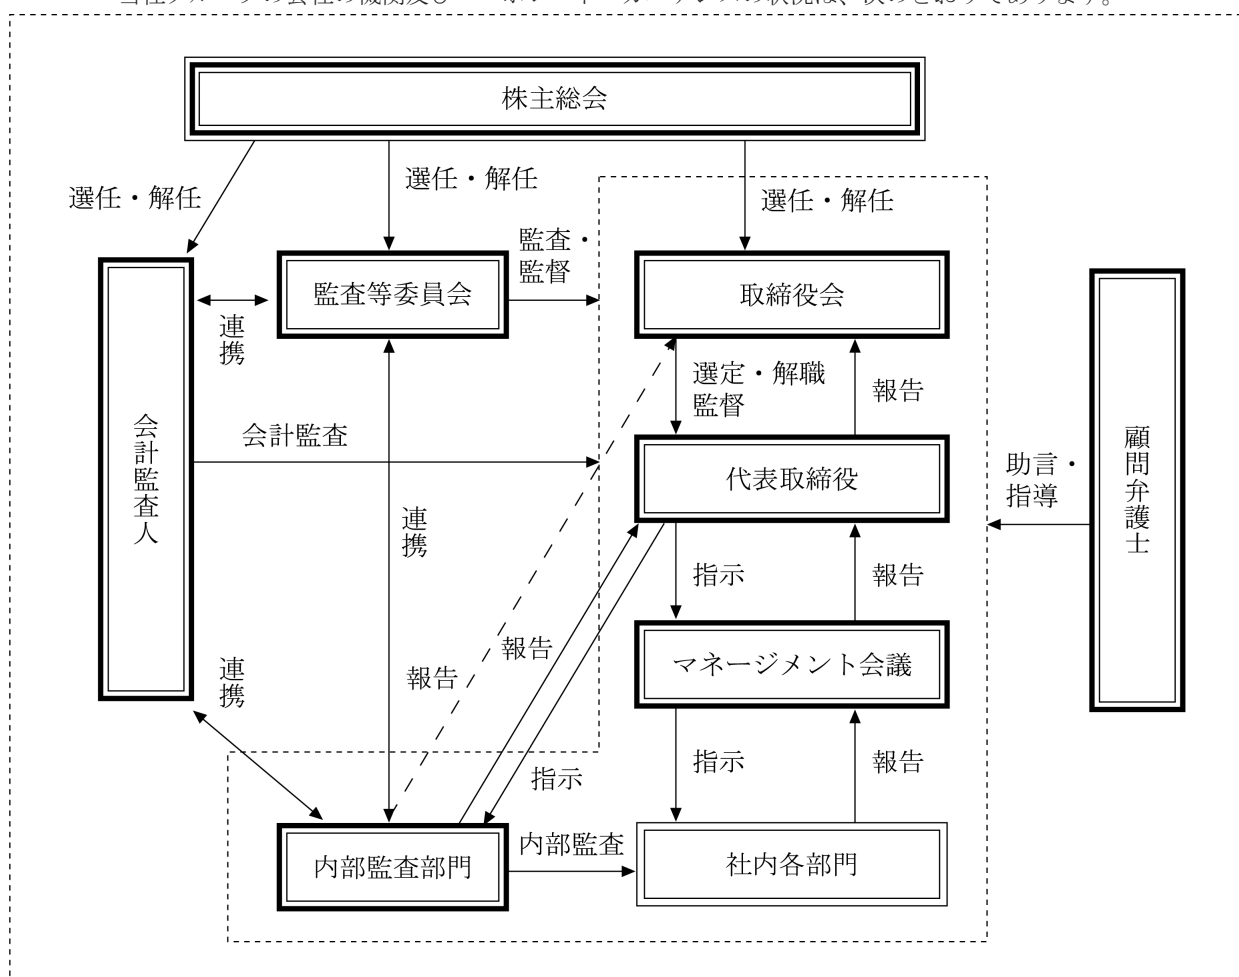 株主総会
選任・解任
選任・解任
選任・解任
監査・
監督
監査等委員会
取締役会
連携
選定・解職
監督
報告
会計監査人
会計監査
代表取締役
助言・
指導
顧問弁護士
連携
指示
報告
報告
報告
マネージメント会議
連携
指示
指示
報告
内部監査部門
内部監査
社内各部門